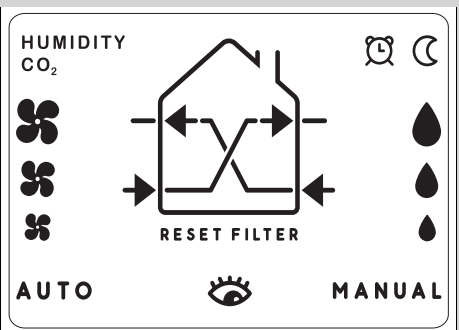 HUMIDITY
CO₂
RESET FILTER
AUTO
MANUAL